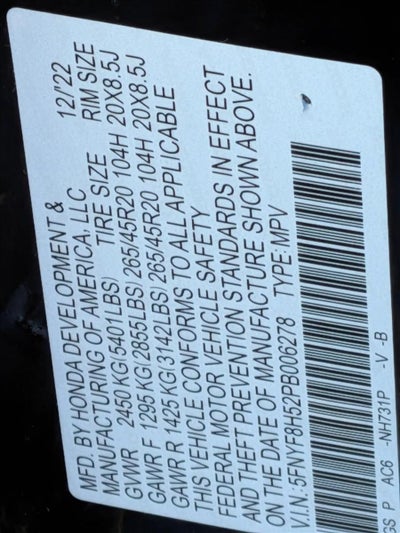 MFD. BY HONDA DEVELOPMENT & 12/'22
MANUFACTURING OF AMERICA, LLC
TIRE SIZE RIM SIZE
GVWR 2450 KG(5401LBS)
GAWR F 1295 KG(2855LBS) 265/45R20 104H 20X8.5J
GAWR R 1425 KG(3142LBS) 265/45R20 104H 20X8.5J
THIS VEHICLE CONFORMS TO ALL APPLICABLE
FEDERAL MOTOR VEHICLE SAFETY
AND THEFT PREVENTION STANDARDS IN EFFECT
ON THE DATE OF MANUFACTURE SHOWN ABOVE.
V.I.N.:5FNYF8H52PB006278 TYPE:MPV
GS P AC6 -NH731P -V -B